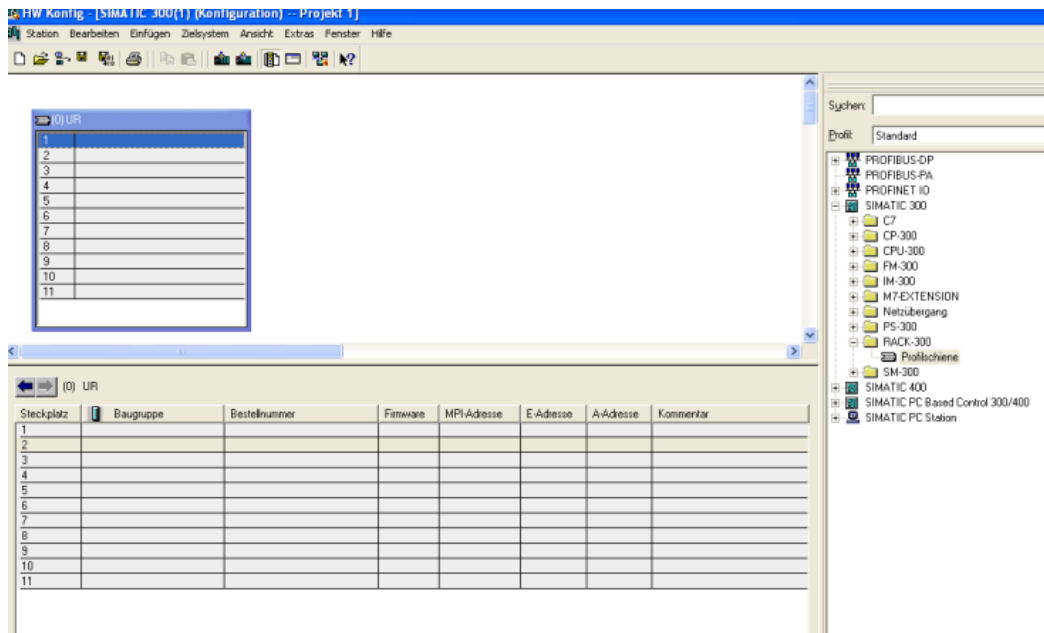 HW Konfig - [SIMATIC 300(1) (Konfiguration) -- Projekt 1]
Station Bearbeiten Einfügen Zielsystem Ansicht Extras Fenster Hilfe
(0) UR
1
2
3
4
5
6
7
8
9
10
11
Suchen:
Profil: Standard
PROFIBUS-DP
PROFIBUS-PA
PROFINET IO
SIMATIC 300
C7
CP-300
CPU-300
FM-300
IM-300
M7-EXTENSION
Netzübergang
PS-300
RACK-300
Profilschiene
SM-300
SIMATIC 400
SIMATIC PC Based Control 300/400
SIMATIC PC Station
(0) UR
Steckplatz Baugruppe Bestellnummer Firmware MPI-Adresse E-Adresse A-Adresse Kommentar
1
2
3
4
5
6
7
8
9
10
11